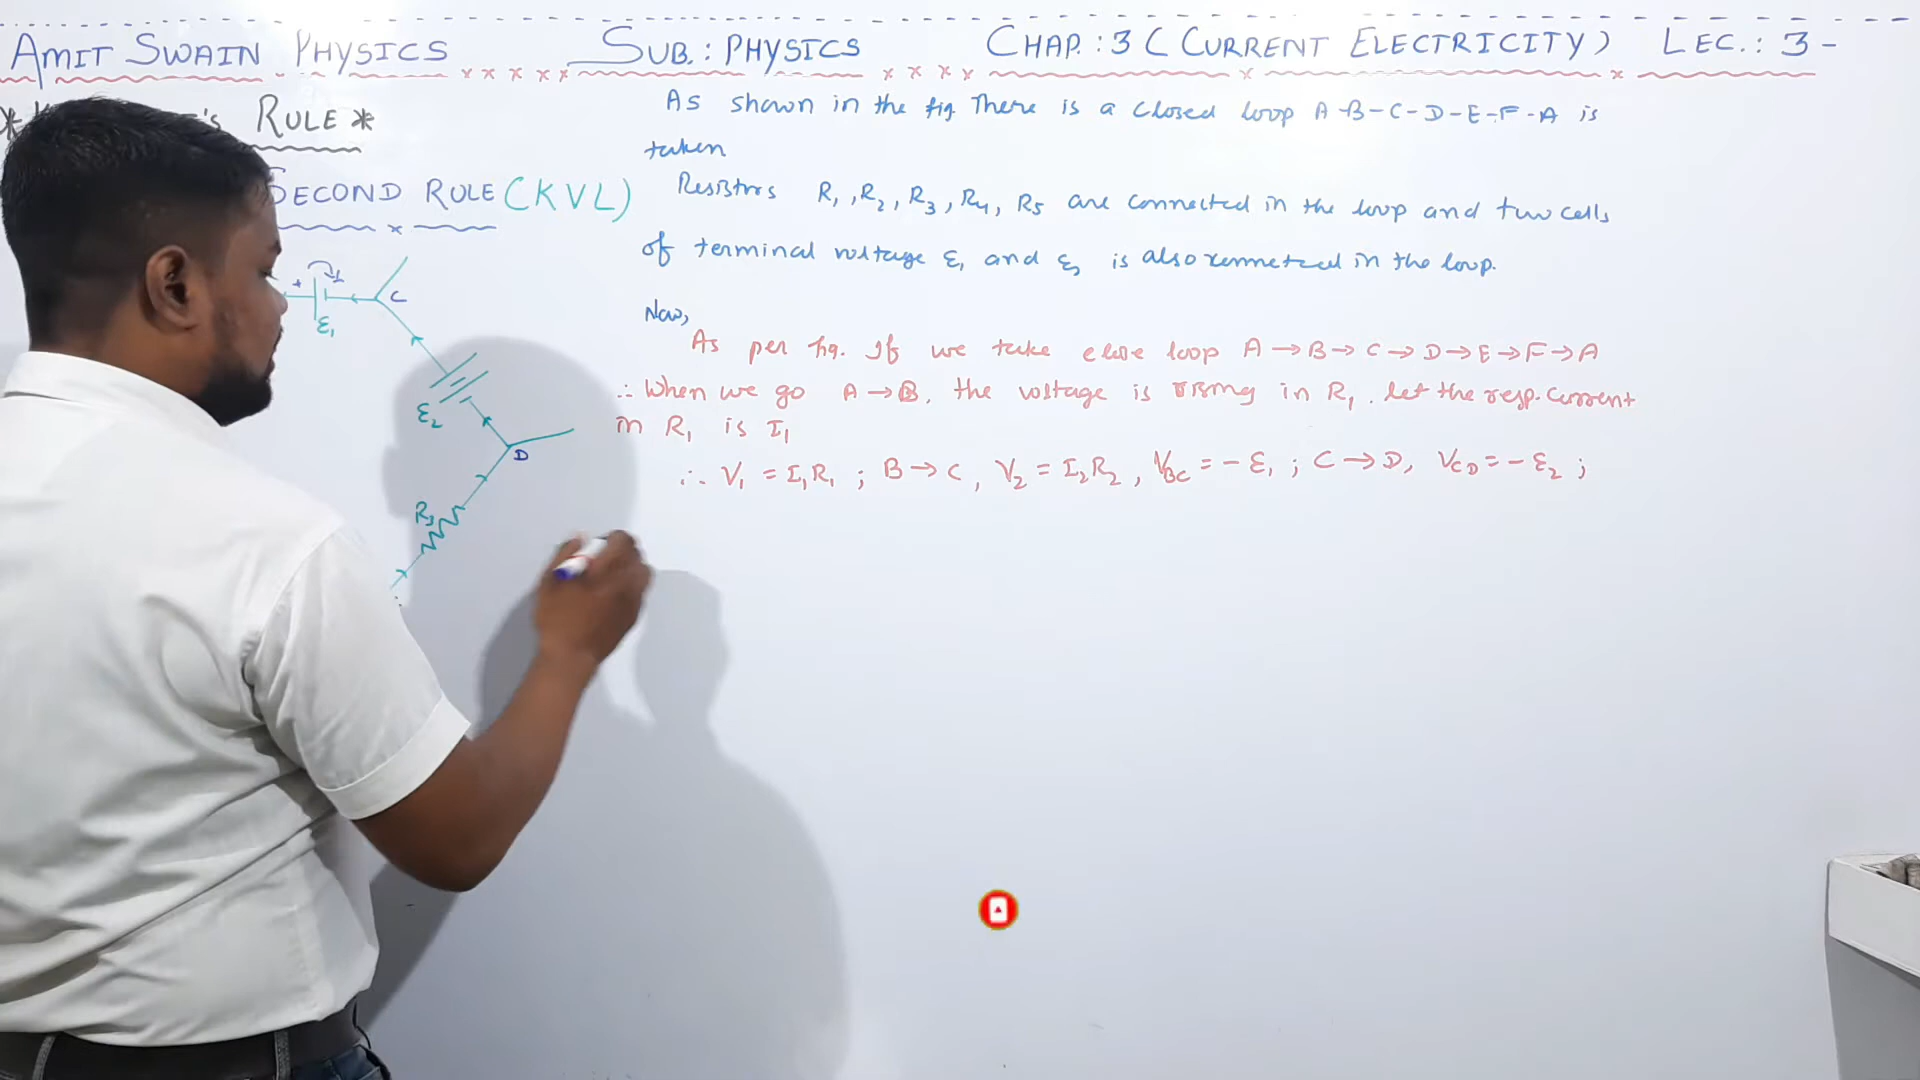 AMIT SWAIN PHYSICS SUB.: PHYSICS CHAP.: 3 ( CURRENT ELECTRICITY ) LEC.: 3 -
* 's RULE *
SECOND RULE (KVL)
As shown in the fig There is a closed loop A-B-C-D-E-F-A is
taken
Resistors R₁, R₂, R₃, R₄, R₅ are connected in the loop and two cells
of terminal voltage ε₁ and ε₂ is also connected in the loop.
Now,
As per fig. If we take close loop A → B → C → D → E → F → A
∴ When we go A → B, the voltage is rising in R₁. let the resp. current
in R₁ is I₁
∴ V₁ = I₁R₁ ; B → C, V₂ = I₂R₂, V_BC = - ε₁ ; C → D, V_CD = - ε₂ ;
+
C
ε₁
ε₂
D
R₃